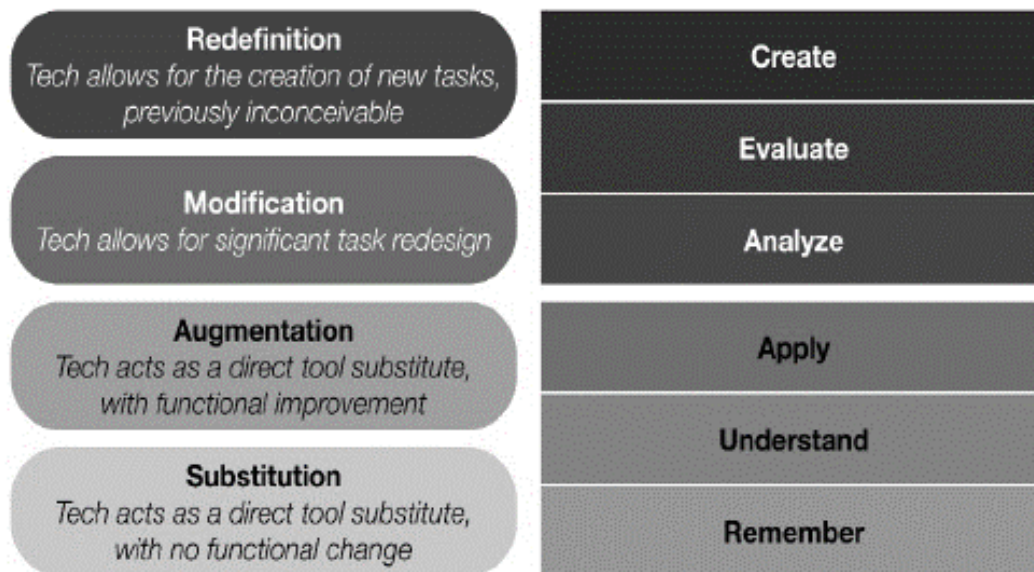 Redefinition
Tech allows for the creation of new tasks,
previously inconceivable
Modification
Tech allows for significant task redesign
Augmentation
Tech acts as a direct tool substitute,
with functional improvement
Substitution
Tech acts as a direct tool substitute,
with no functional change
Create
Evaluate
Analyze
Apply
Understand
Remember